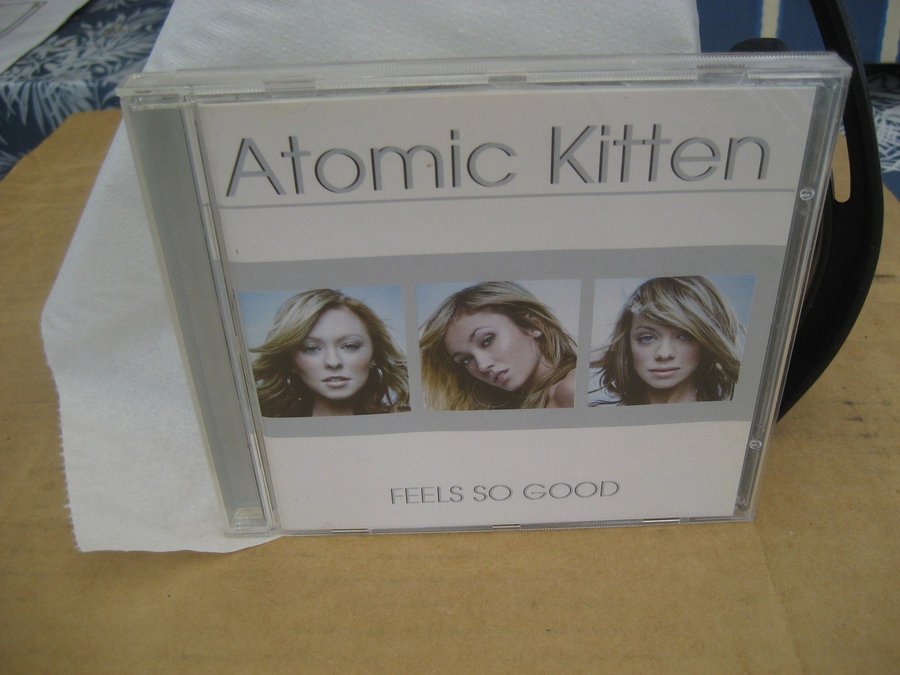 Atomic Kitten
FEELS SO GOOD